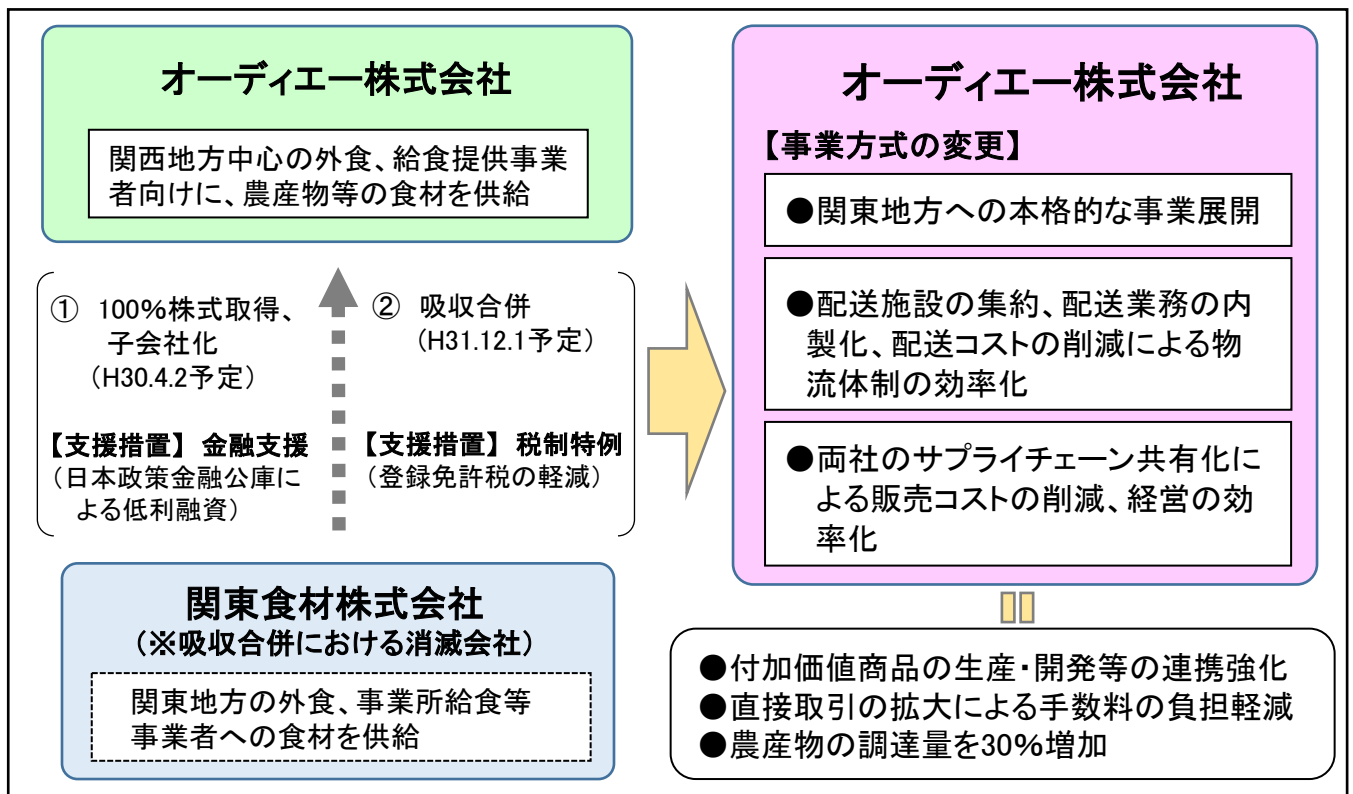 オーディエー株式会社
関西地方中心の外食、給食提供事業
者向けに、農産物等の食材を供給
① 100%株式取得、
子会社化
(H30.4.2予定)
【支援措置】 金融支援
(日本政策金融公庫に
よる低利融資)
② 吸収合併
(H31.12.1予定)
【支援措置】 税制特例
(登録免許税の軽減)
関東食材株式会社
(※吸収合併における消滅会社)
関東地方の外食、事業所給食等
事業者への食材を供給
オーディエー株式会社
【事業方式の変更】
●関東地方への本格的な事業展開
●配送施設の集約、配送業務の内
製化、配送コストの削減による物
流体制の効率化
●両社のサプライチェーン共有化に
よる販売コストの削減、経営の効
率化
●付加価値商品の生産・開発等の連携強化
●直接取引の拡大による手数料の負担軽減
●農産物の調達量を30%増加